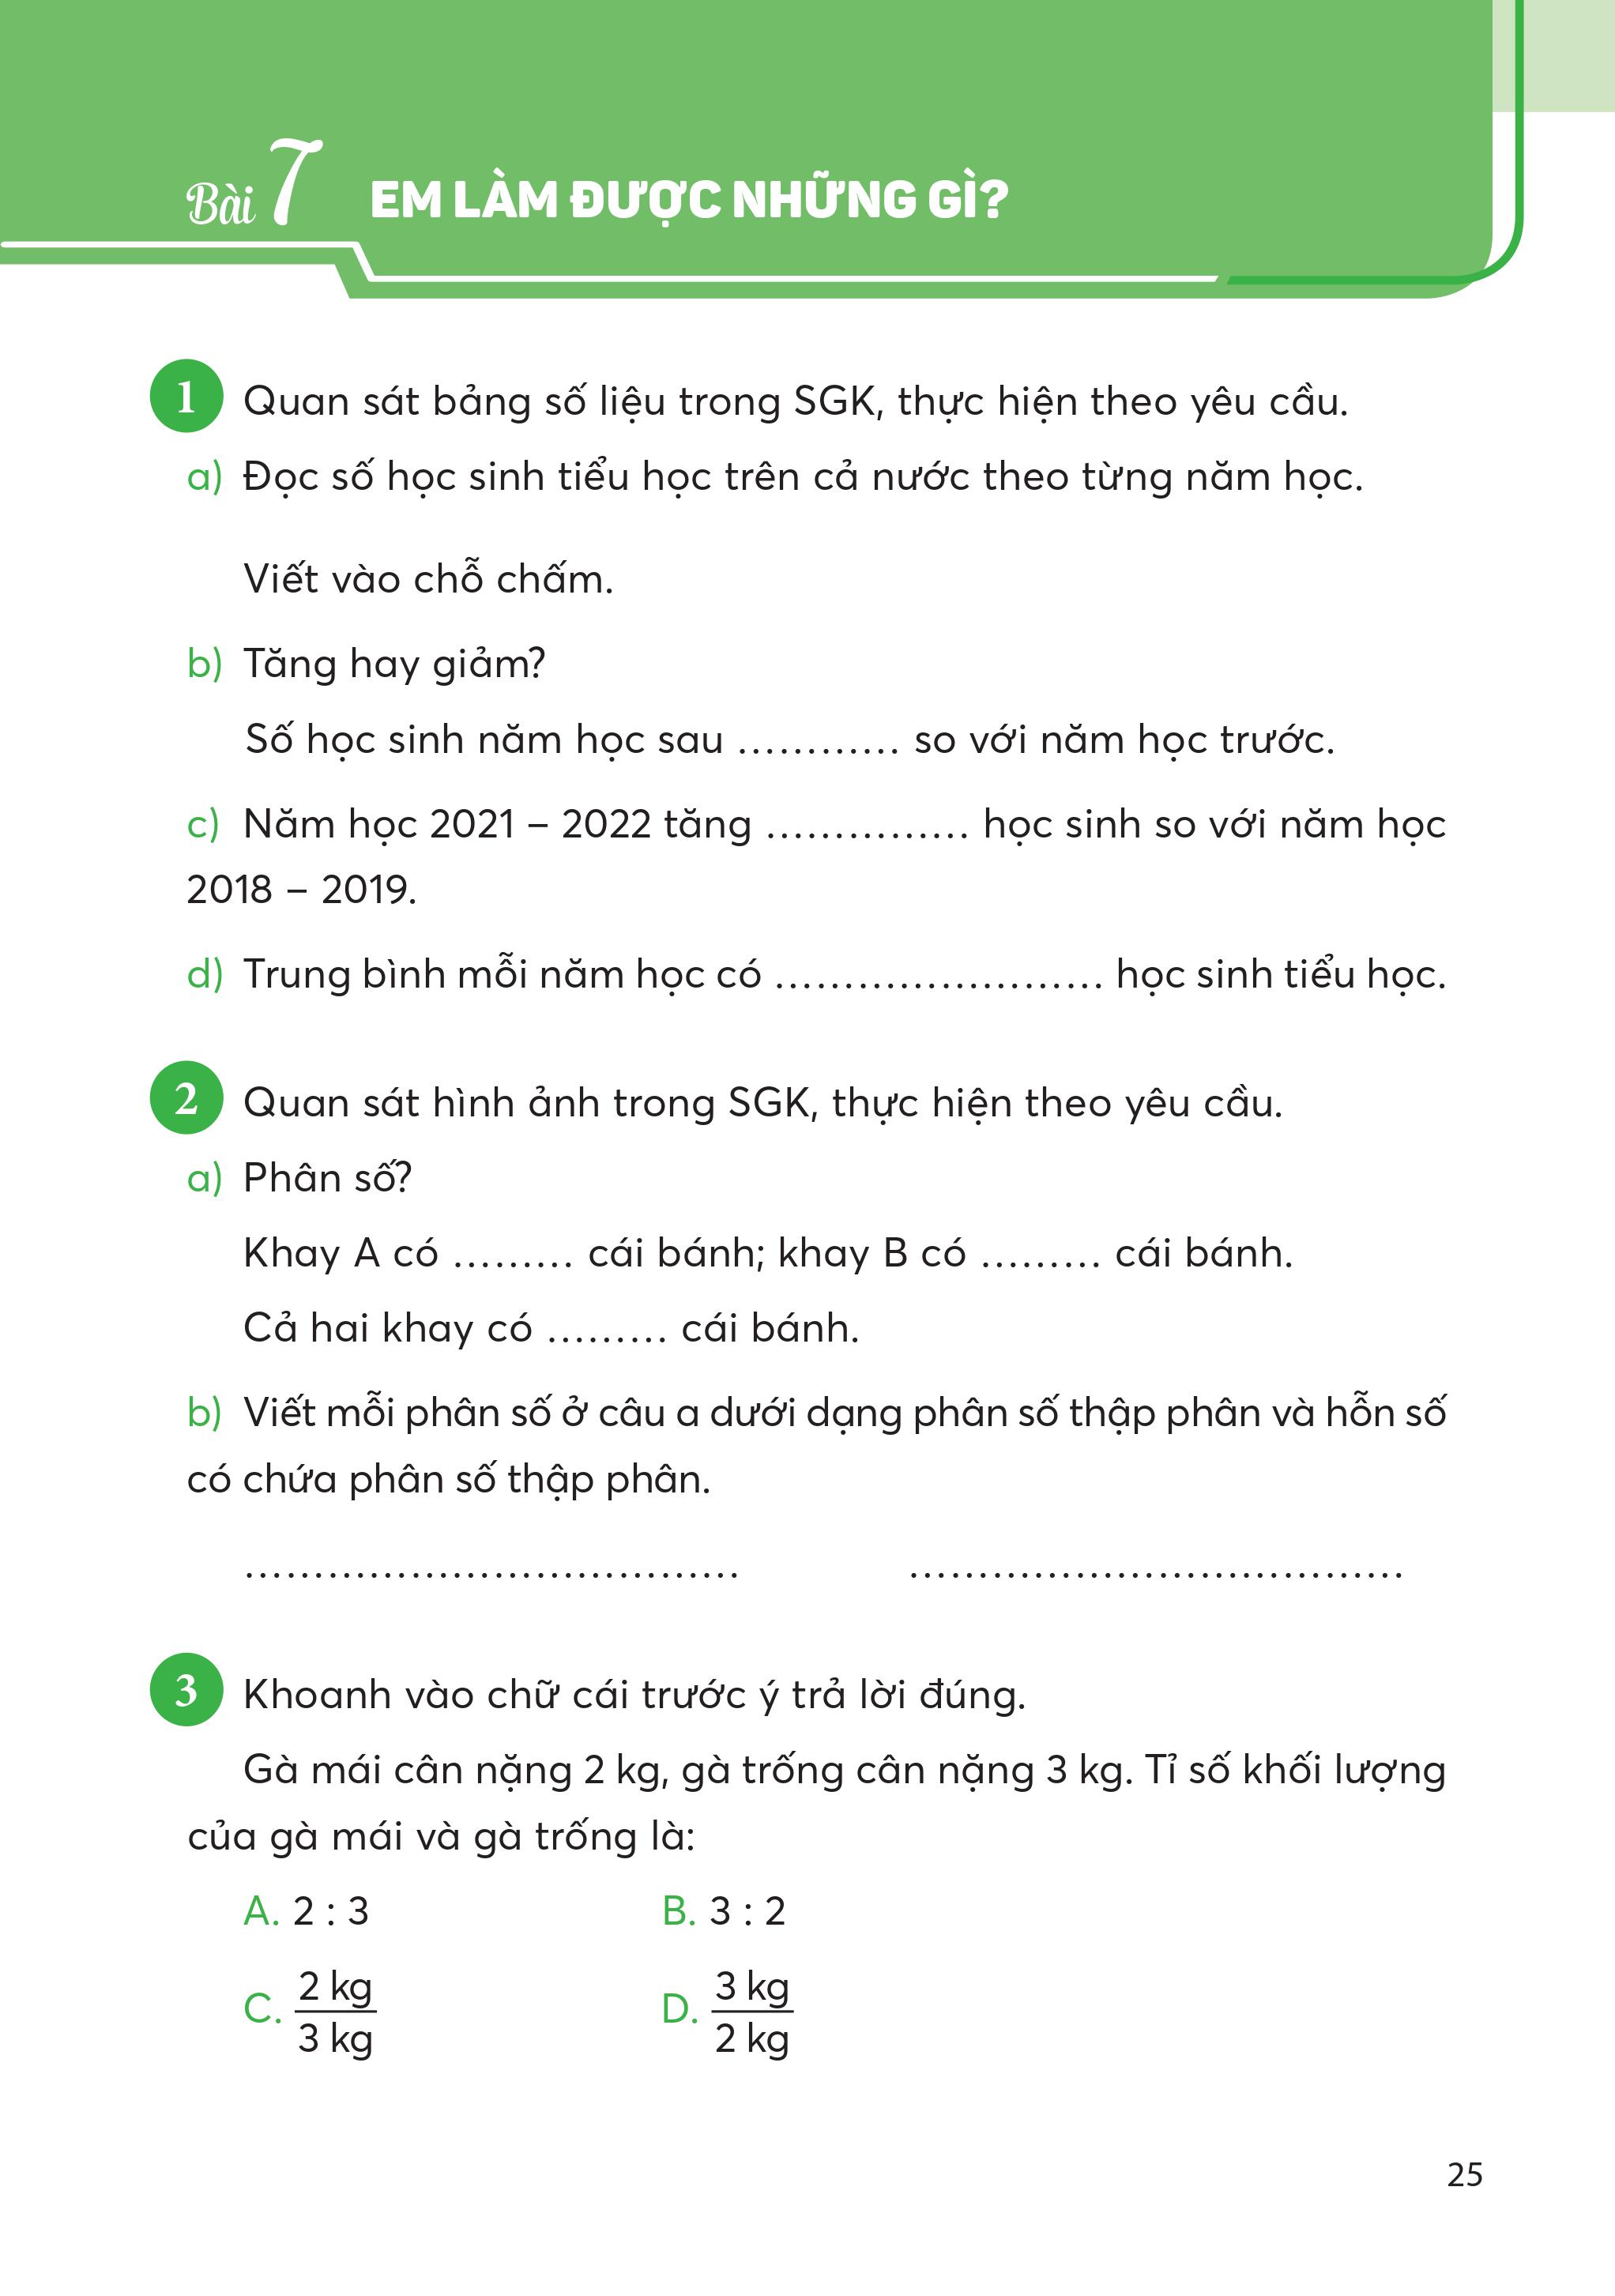 Bài 7 EM LÀM ĐƯỢC NHỮNG GÌ?
1 Quan sát bảng số liệu trong SGK, thực hiện theo yêu cầu.
a) Đọc số học sinh tiểu học trên cả nước theo từng năm học.
Viết vào chỗ chấm.
b) Tăng hay giảm?
Số học sinh năm học sau ............ so với năm học trước.
c) Năm học 2021 – 2022 tăng ............... học sinh so với năm học
2018 – 2019.
d) Trung bình mỗi năm học có ........................ học sinh tiểu học.
2 Quan sát hình ảnh trong SGK, thực hiện theo yêu cầu.
a) Phân số?
Khay A có ......... cái bánh; khay B có ......... cái bánh.
Cả hai khay có ......... cái bánh.
b) Viết mỗi phân số ở câu a dưới dạng phân số thập phân và hỗn số
có chứa phân số thập phân.
.................................... ....................................
3 Khoanh vào chữ cái trước ý trả lời đúng.
Gà mái cân nặng 2 kg, gà trống cân nặng 3 kg. Tỉ số khối lượng
của gà mái và gà trống là:
A. 2 : 3 B. 3 : 2
C. 2 kg / 3 kg D. 3 kg / 2 kg
25